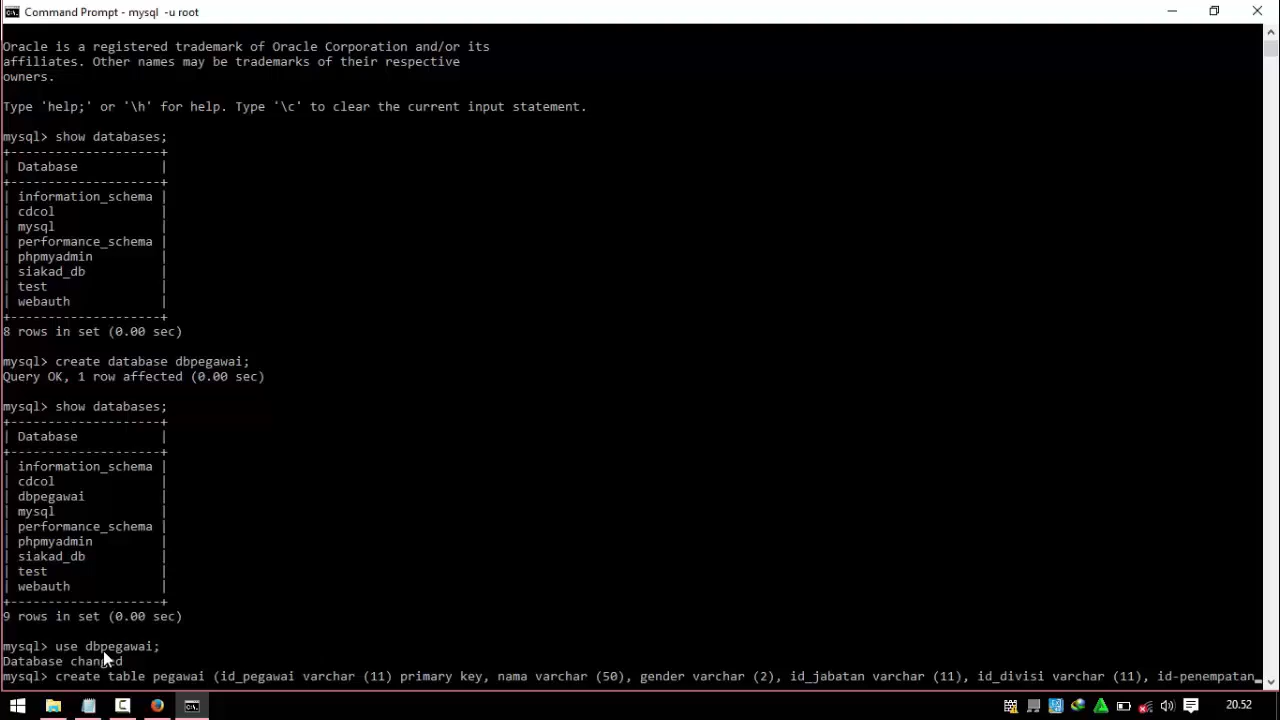 Command Prompt - mysql -u root
Oracle is a registered trademark of Oracle Corporation and/or its
affiliates. Other names may be trademarks of their respective
owners.
Type 'help;' or '\h' for help. Type '\c' to clear the current input statement.
mysql> show databases;
+--------------------+
| Database           |
+--------------------+
| information_schema |
| cdcol              |
| mysql              |
| performance_schema |
| phpmyadmin         |
| siakad_db          |
| test               |
| webauth            |
+--------------------+
8 rows in set (0.00 sec)
mysql> create database dbpegawai;
Query OK, 1 row affected (0.00 sec)
mysql> show databases;
+--------------------+
| Database           |
+--------------------+
| information_schema |
| cdcol              |
| dbpegawai          |
| mysql              |
| performance_schema |
| phpmyadmin         |
| siakad_db          |
| test               |
| webauth            |
+--------------------+
9 rows in set (0.00 sec)
mysql> use dbpegawai;
Database changed
mysql> create table pegawai (id_pegawai varchar (11) primary key, nama varchar (50), gender varchar (2), id_jabatan varchar (11), id_divisi varchar (11), id-penempatan_
20.52